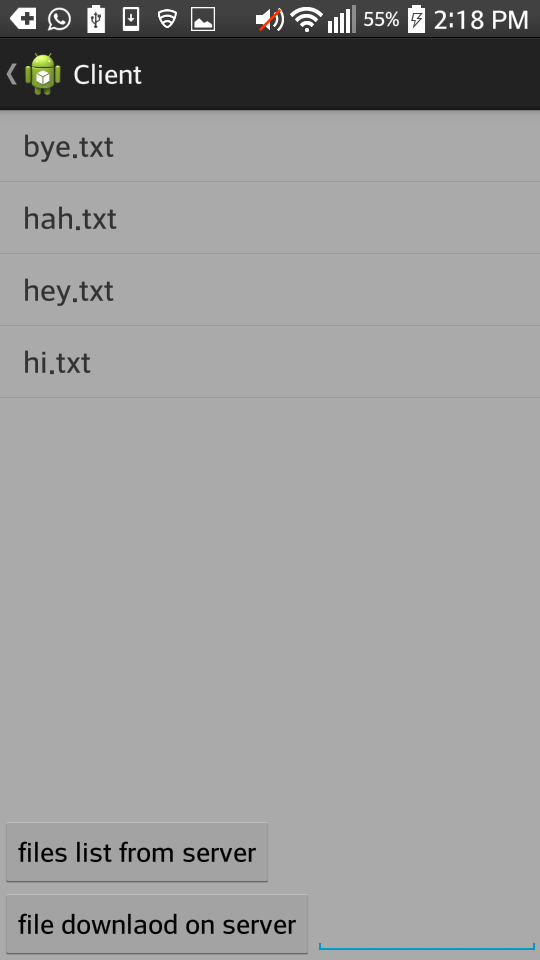 55% 2:18 PM
Client
bye.txt
hah.txt
hey.txt
hi.txt
files list from server
file downlaod on server